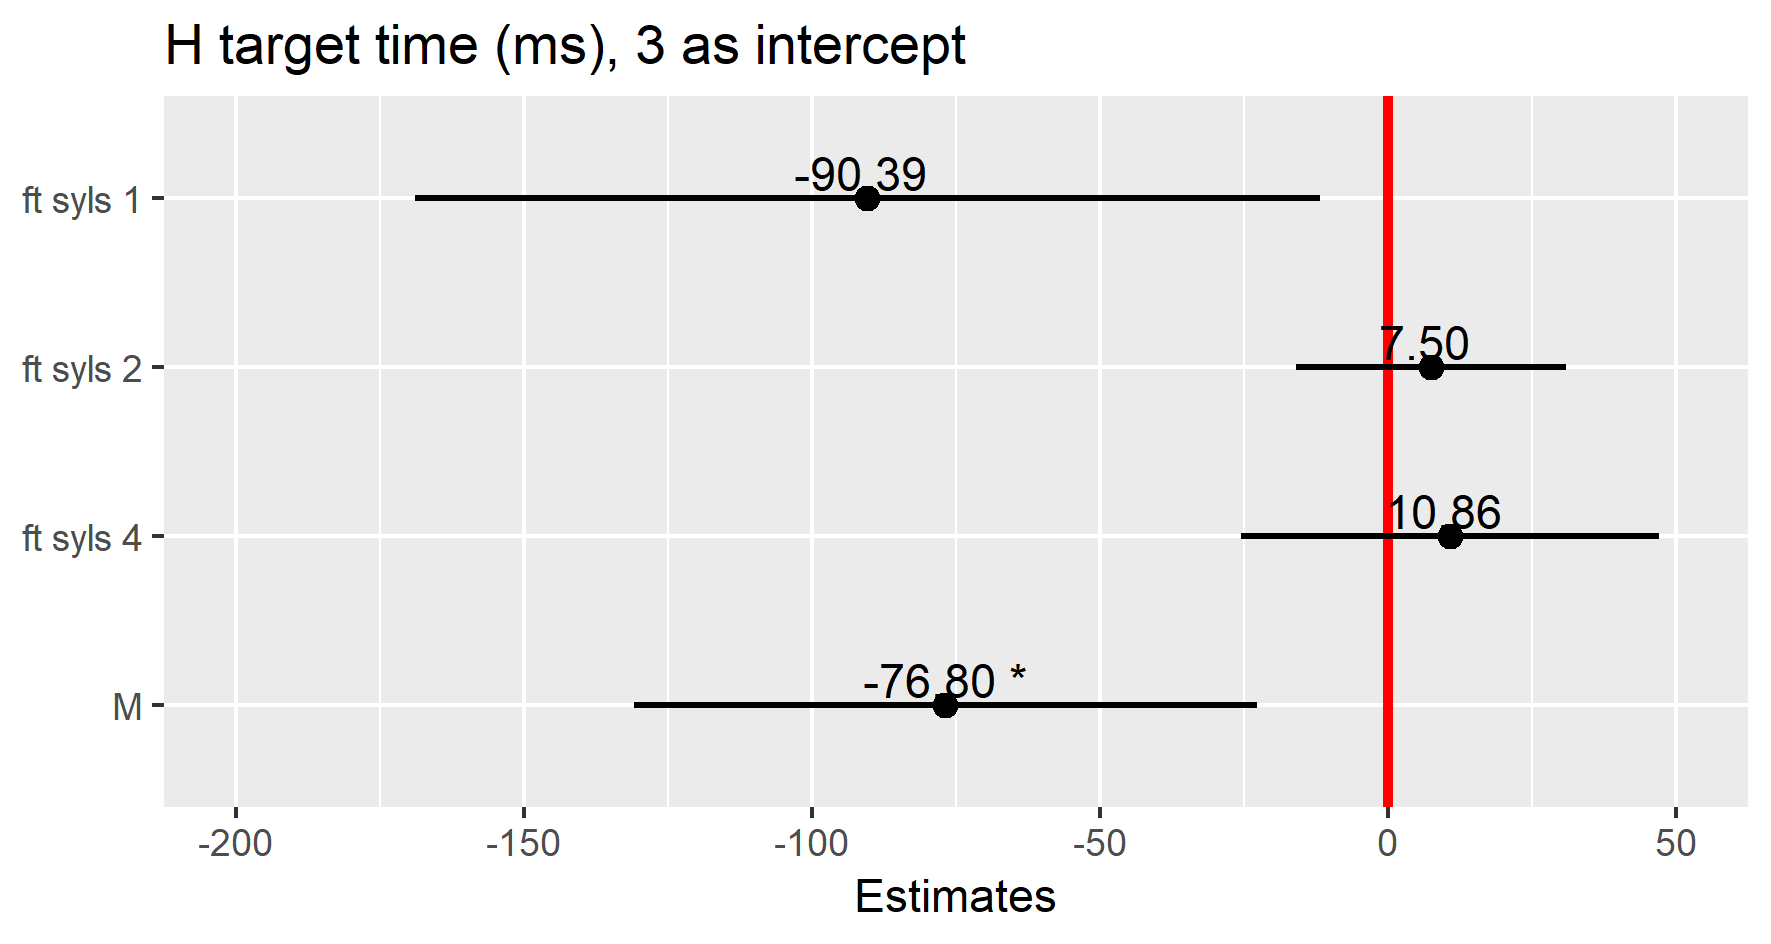 H target time (ms), 3 as intercept
ft syls 1
-90.39
ft syls 2
7.50
ft syls 4
10.86
M
-76.80 *
-200 -150 -100 -50 0 50
Estimates